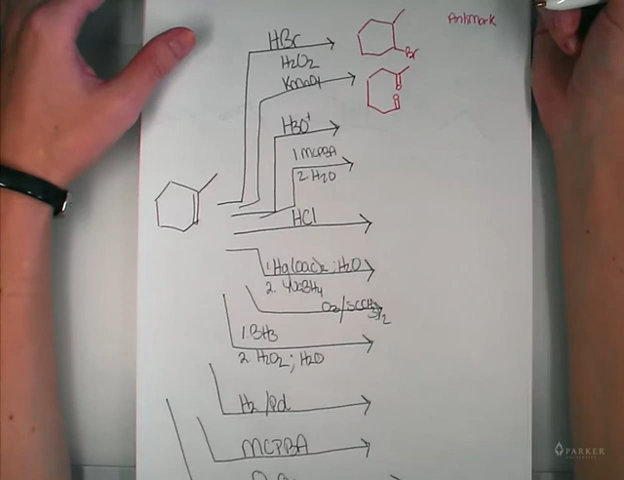 HBr
H2O2
Br
Antimark
KMnO4
H3O+
1. MCPBA
2. H2O
HCl
1. Hg(OAc)2 ; H2O
2. NaBH4
O3/S(CH3)2
1. BH3
2. H2O2 ; H2O
H2/Pd
MCPBA
PARKER